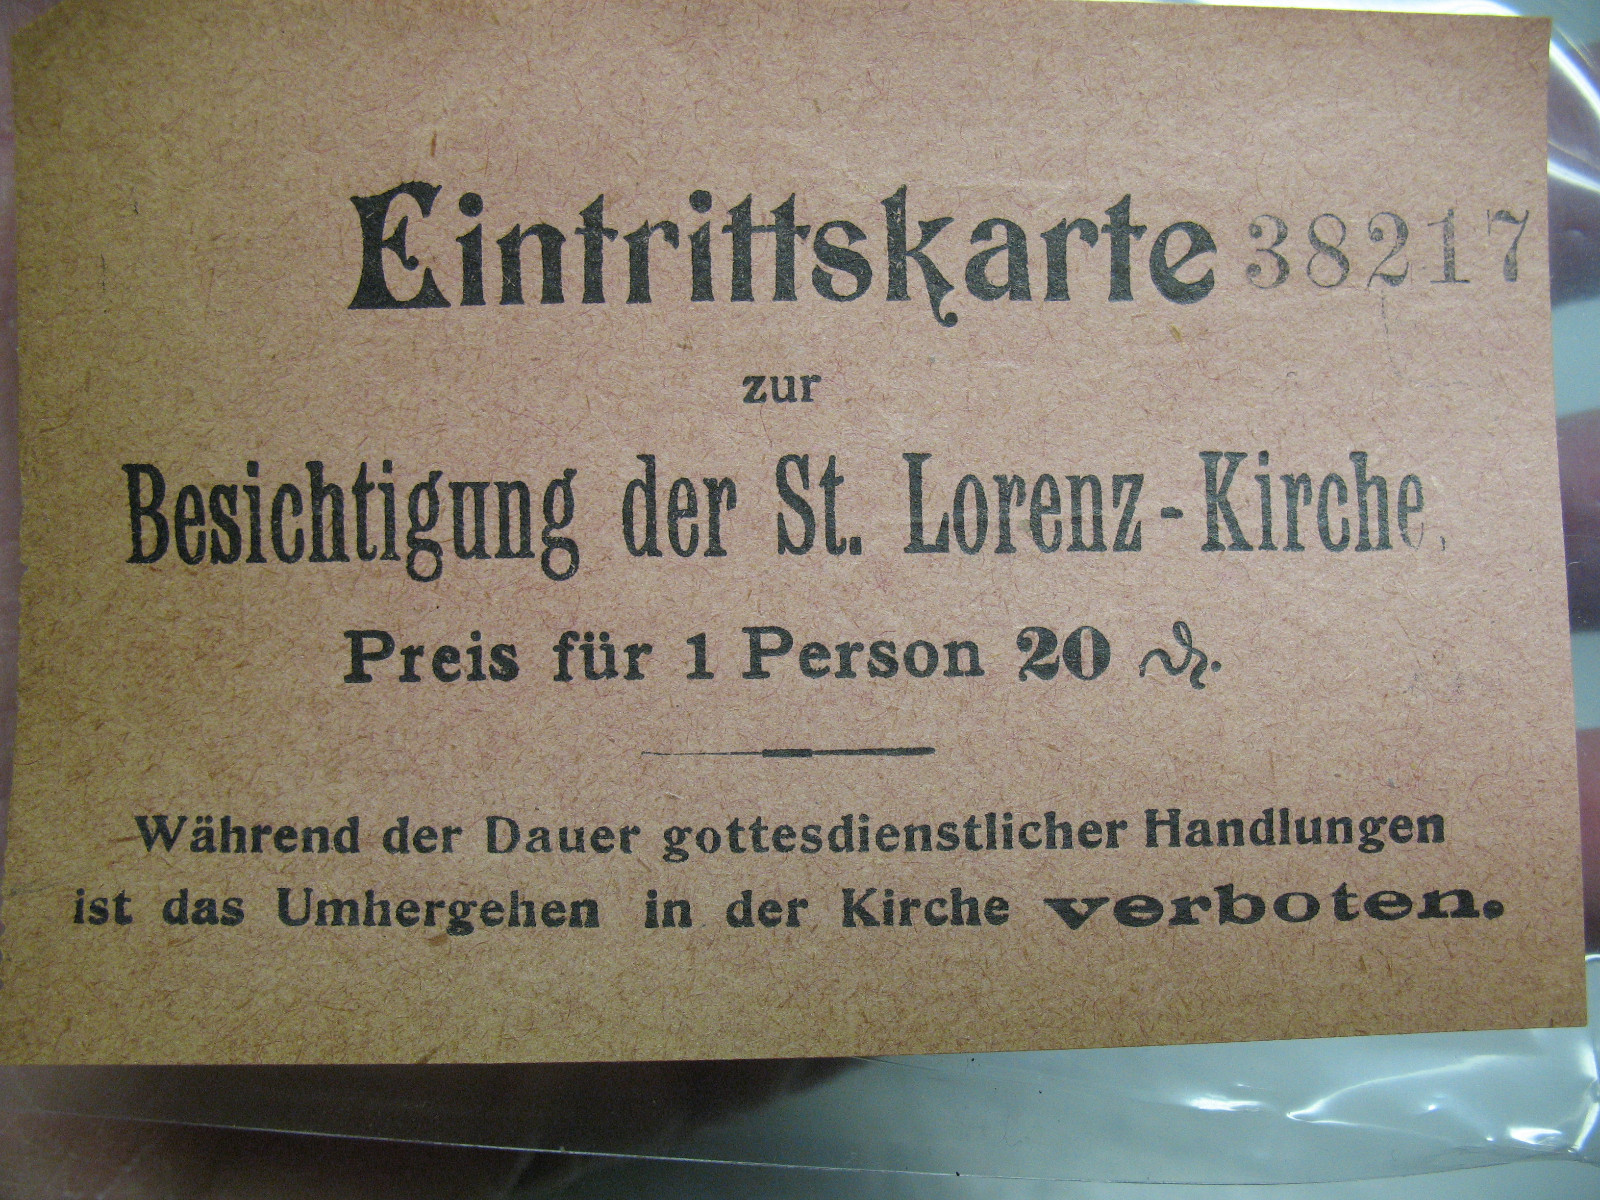 Eintrittskarte 38217
zur
Besichtigung der St. Lorenz-Kirche.
Preis für 1 Person 20 ₰.
Während der Dauer gottesdienstlicher Handlungen
ist das Umhergehen in der Kirche verboten.